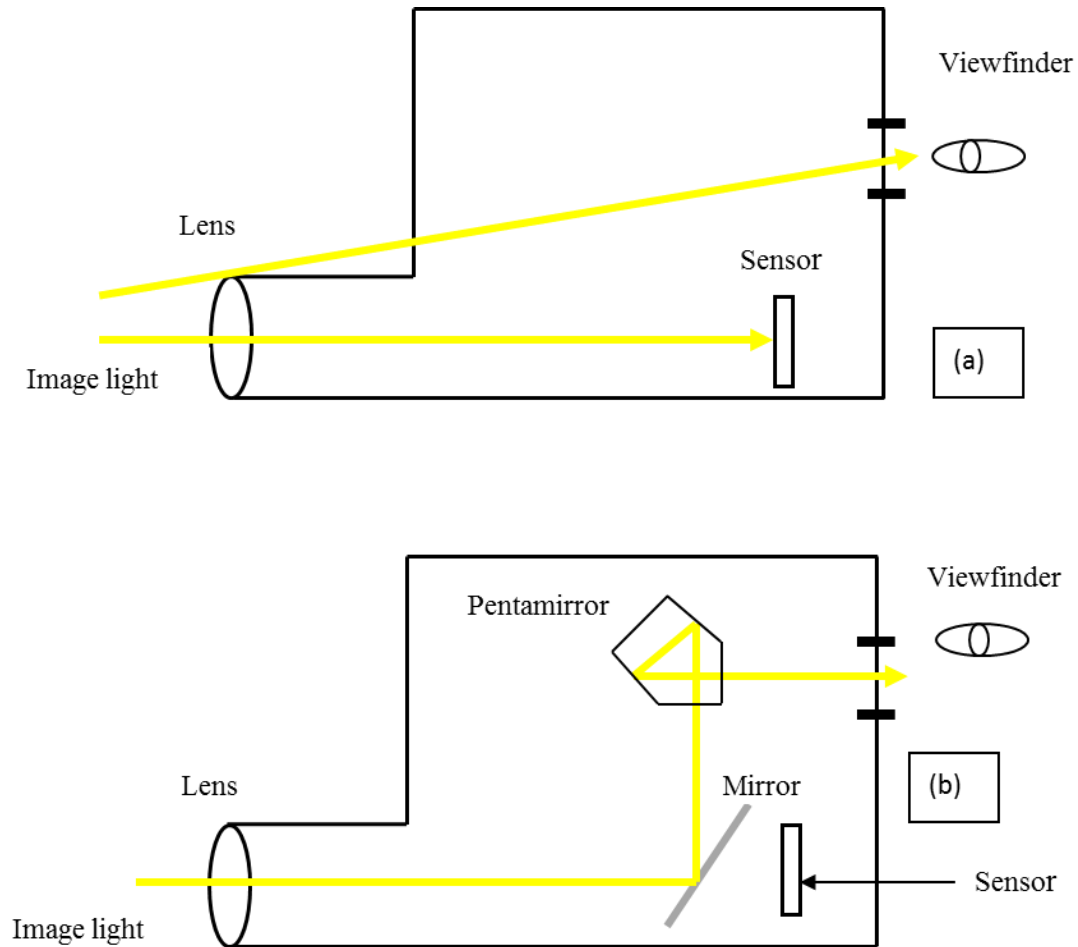 Viewfinder
Lens
Sensor
Image light
(a)
Viewfinder
Pentamirror
Lens
Mirror
(b)
Sensor
Image light